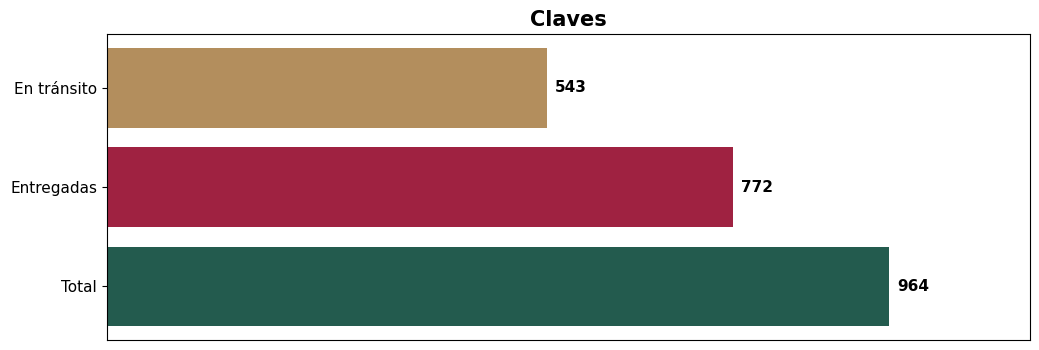 Claves
En tránsito 543
Entregadas 772
Total 964